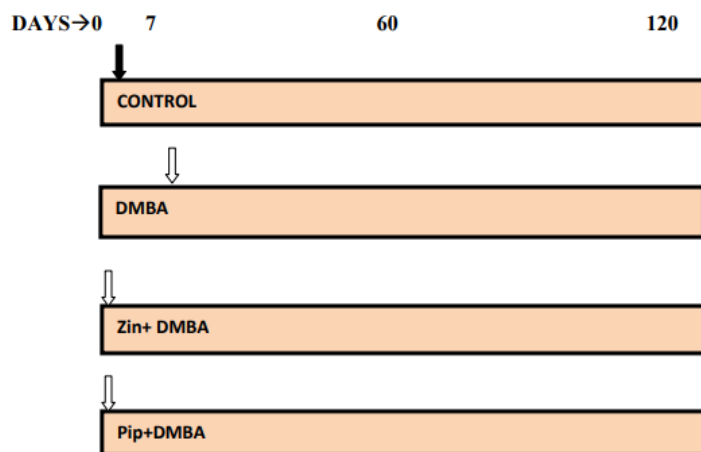 DAYS→0 7 60 120
CONTROL
DMBA
Zin+ DMBA
Pip+DMBA